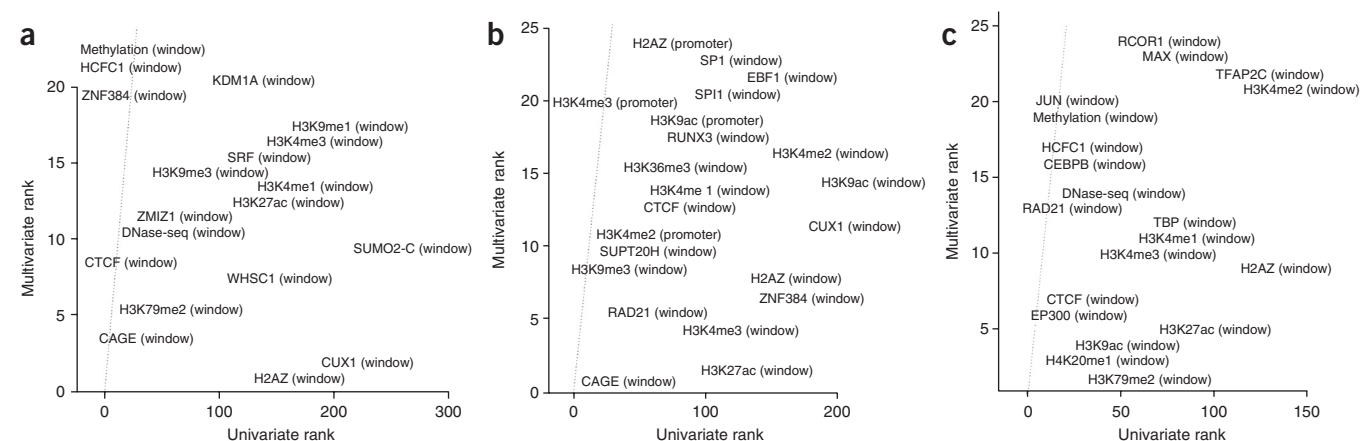 a
Methylation (window)
HCFC1 (window)
KDM1A (window)
ZNF384 (window)
H3K9me1 (window)
H3K4me3 (window)
SRF (window)
H3K9me3 (window)
H3K4me1 (window)
H3K27ac (window)
ZMIZ1 (window)
DNase-seq (window)
SUMO2-C (window)
CTCF (window)
WHSC1 (window)
H3K79me2 (window)
CAGE (window)
CUX1 (window)
H2AZ (window)
20
15
10
5
0
Multivariate rank
0 100 200 300
Univariate rank
b
H2AZ (promoter)
SP1 (window)
EBF1 (window)
SPI1 (window)
H3K4me3 (promoter)
H3K9ac (promoter)
RUNX3 (window)
H3K4me2 (window)
H3K36me3 (window)
H3K9ac (window)
H3K4me 1 (window)
CTCF (window)
CUX1 (window)
H3K4me2 (promoter)
SUPT20H (window)
H3K9me3 (window)
H2AZ (window)
ZNF384 (window)
RAD21 (window)
H3K4me3 (window)
H3K27ac (window)
CAGE (window)
25
20
15
10
5
0
Multivariate rank
0 100 200
Univariate rank
c
RCOR1 (window)
MAX (window)
TFAP2C (window)
H3K4me2 (window)
JUN (window)
Methylation (window)
HCFC1 (window)
CEBPB (window)
DNase-seq (window)
RAD21 (window)
TBP (window)
H3K4me1 (window)
H3K4me3 (window)
H2AZ (window)
CTCF (window)
EP300 (window)
H3K27ac (window)
H3K9ac (window)
H4K20me1 (window)
H3K79me2 (window)
25
20
15
10
5
Multivariate rank
0 50 100 150
Univariate rank